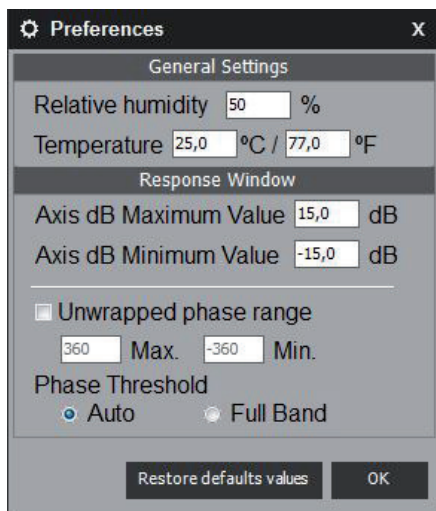 Preferences X
General Settings
Relative humidity 50 %
Temperature 25,0 ºC / 77,0 ºF
Response Window
Axis dB Maximum Value 15,0 dB
Axis dB Minimum Value -15,0 dB
Unwrapped phase range
360 Max. -360 Min.
Phase Threshold
Auto Full Band
Restore defaults values OK